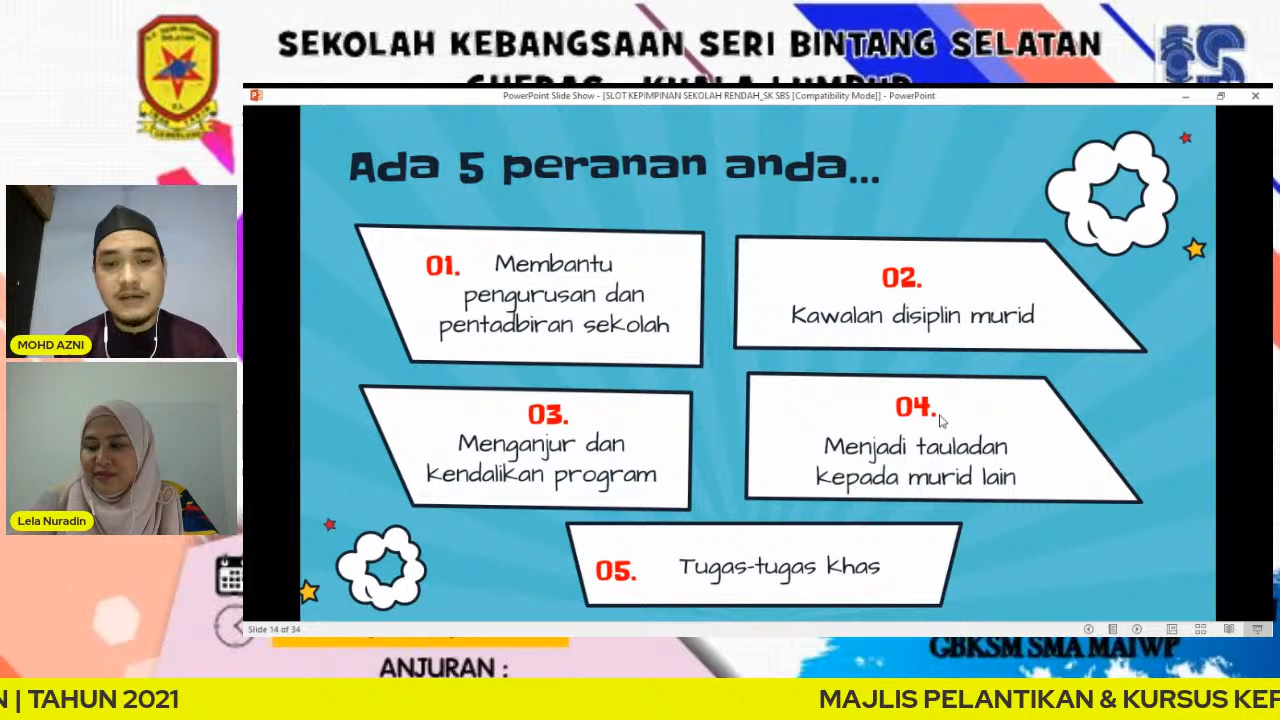 SEKOLAH KEBANGSAAN SERI BINTANG SELATAN
PowerPoint Slide Show - [SLOT KEPIMPINAN SEKOLAH RENDAH_SK SBS [Compatibility Mode]] - PowerPoint
Ada 5 peranan anda...
01. Membantu
pengurusan dan
pentadbiran sekolah
02.
Kawalan disiplin murid
03.
Menganjur dan
kendalikan program
04.
Menjadi tauladan
kepada murid lain
05. Tugas-tugas khas
MOHD AZNI
Lela Nuradin
Slide 14 of 34
GBKSM SMA MAIWP
ANJURAN :
N | TAHUN 2021
MAJLIS PELANTIKAN & KURSUS KEP